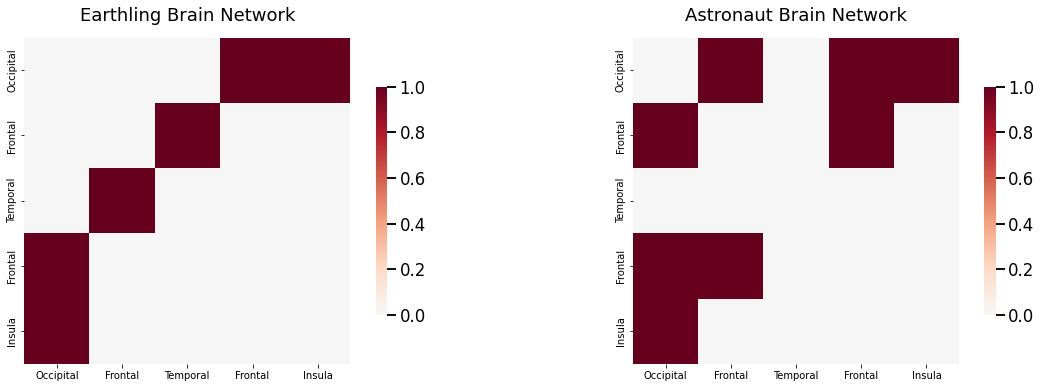 Earthling Brain Network
Astronaut Brain Network
Occipital
Frontal
Temporal
Frontal
Insula
Occipital
Frontal
Temporal
Frontal
Insula
1.0
0.8
0.6
0.4
0.2
0.0
Occipital
Frontal
Temporal
Frontal
Insula
Occipital
Frontal
Temporal
Frontal
Insula
1.0
0.8
0.6
0.4
0.2
0.0